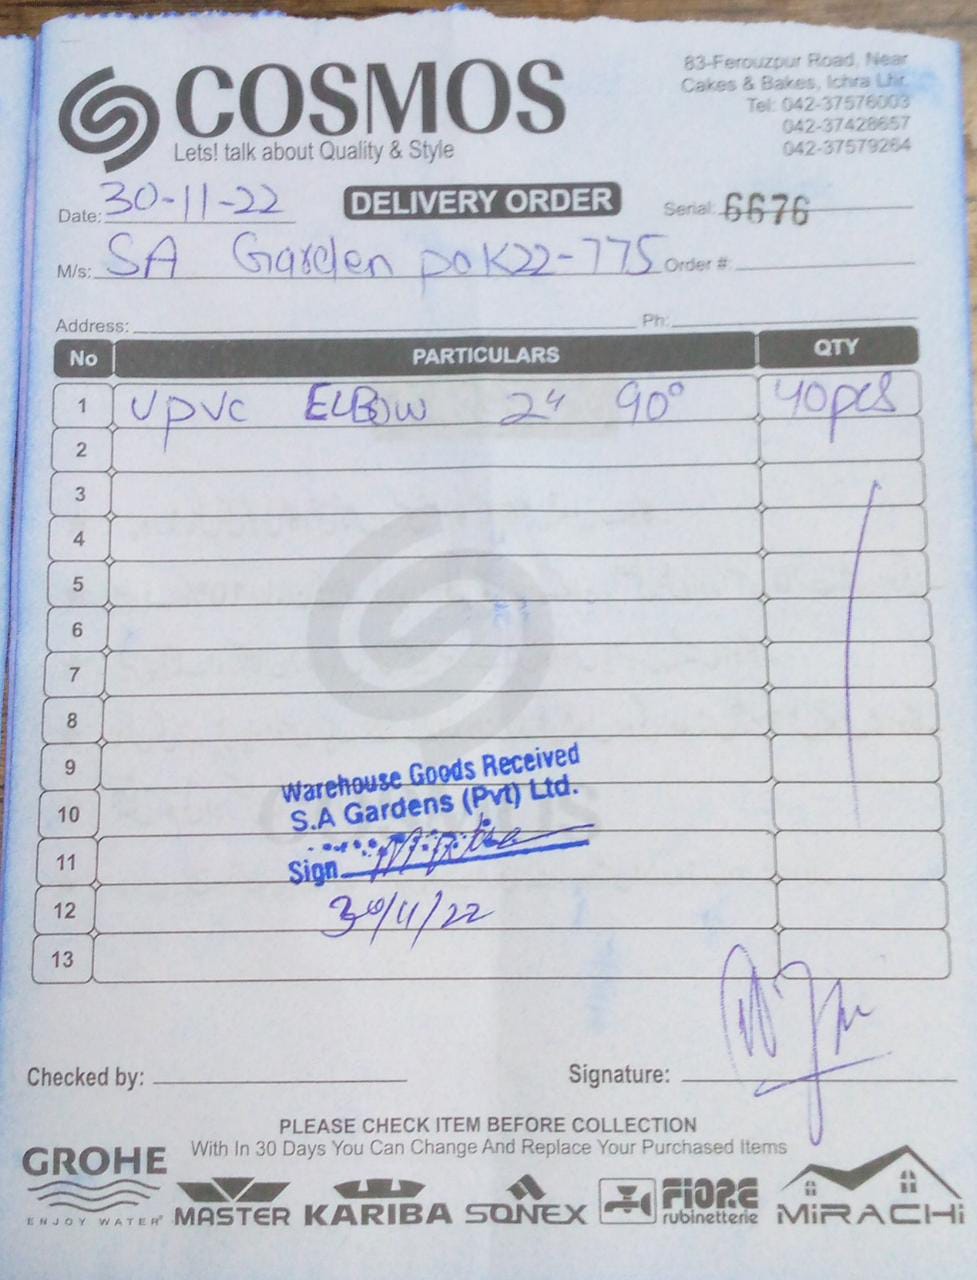 COSMOS
Lets! talk about Quality & Style
83-Ferouzpur Road, Near
Cakes & Bakes, Ichra Lhr.
Tel: 042-37576003
042-37428657
042-37579264
Date: 30-11-22
DELIVERY ORDER
Serial: 6676
M/s: SA Garden pok22-775 Order #:
Address: Ph:
No PARTICULARS QTY
1 UPVC ELBOW 2" 90° 40pcs
2
3
4
5
6
7
8
9
10
11
12
13
Warehouse Goods Received
S.A Gardens (Pvt) Ltd.
Sign
30/11/22
Checked by:
Signature:
PLEASE CHECK ITEM BEFORE COLLECTION
With In 30 Days You Can Change And Replace Your Purchased Items
GROHE
ENJOY WATER®
MASTER
KARIBA
SONEX
FIORE
rubinetterie
MiRACHi